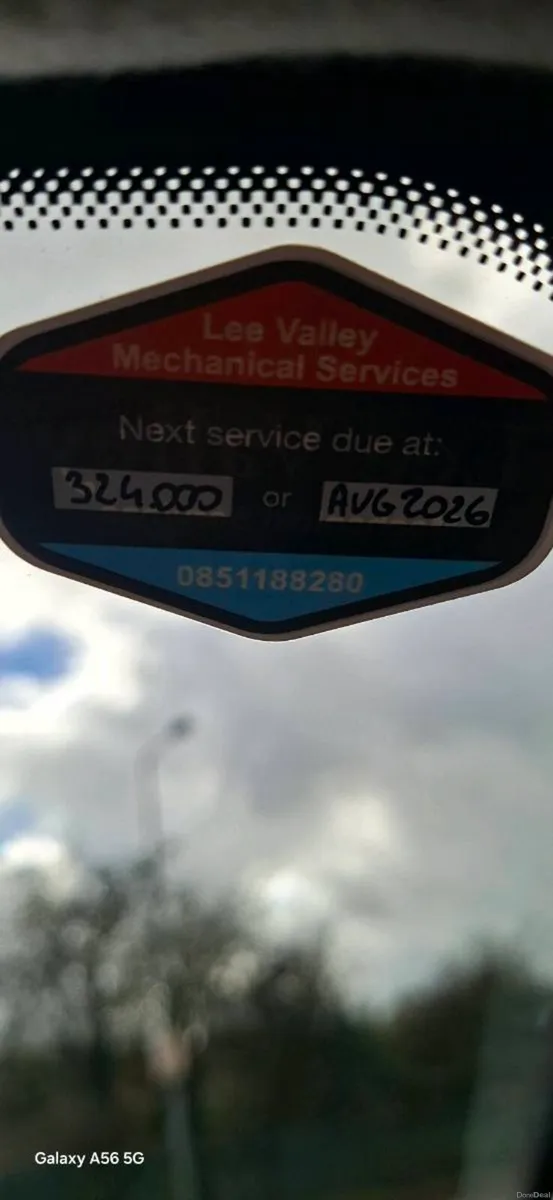 Lee Valley
Mechanical Services
Next service due at:
324.000 or AUG 2026
0851188280
Galaxy A56 5G
DoneDeal